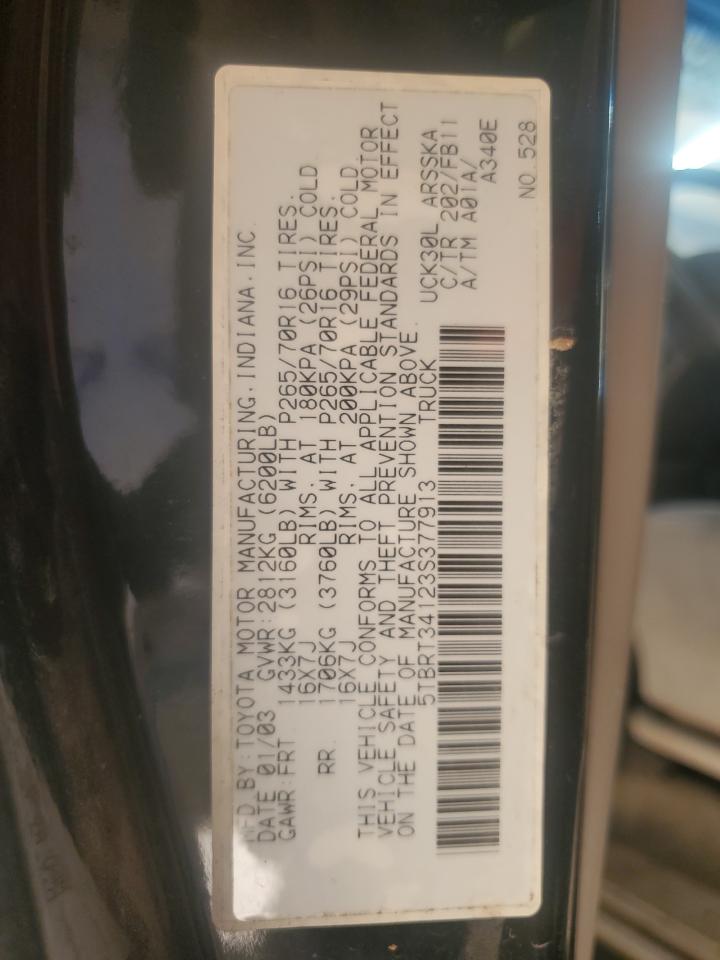 MFD BY:TOYOTA MOTOR MANUFACTURING,INDIANA,INC.
DATE 01/03 GVWR:2812KG (6200LB)
GAWR:FRT 1433KG (3160LB) WITH P265/70R16 TIRES.
16X7J RIMS. AT 180KPA (26PSI) COLD
RR. 1706KG (3760LB) WITH P265/70R16 TIRES.
16X7J RIMS. AT 200KPA (29PSI) COLD
THIS VEHICLE CONFORMS TO ALL APPLICABLE FEDERAL MOTOR
VEHICLE SAFETY AND THEFT PREVENTION STANDARDS IN EFFECT
ON THE DATE OF MANUFACTURE SHOWN ABOVE.
5TBRT34123S377913 TRUCK
UCK30L ARSSKA
C/TR 202/FB11
A/TM A01A/
A340E
NO. 528